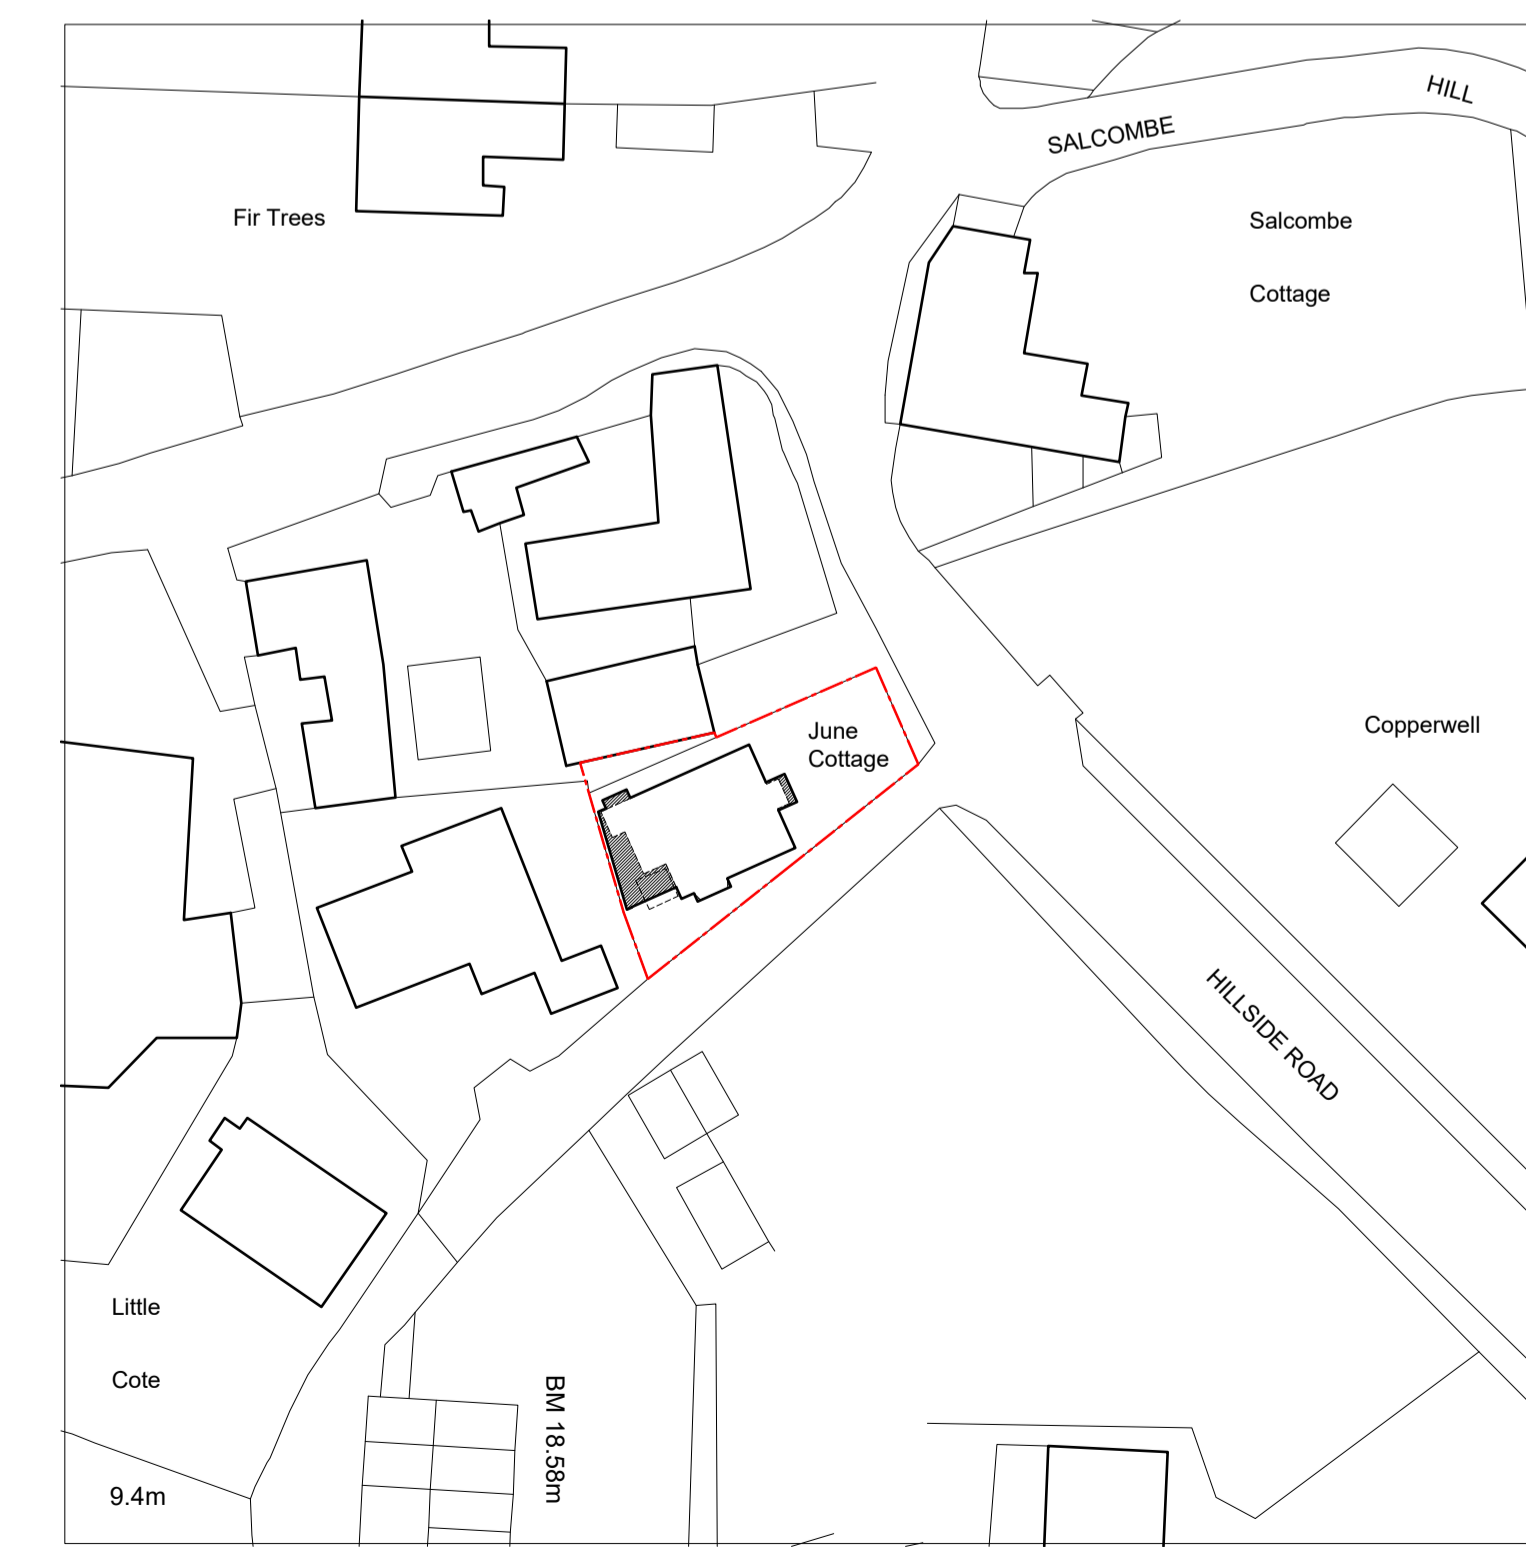 HILL
SALCOMBE
Fir Trees
Salcombe
Cottage
June
Cottage
Copperwell
HILLSIDE ROAD
Little
Cote
BM 18.58m
9.4m